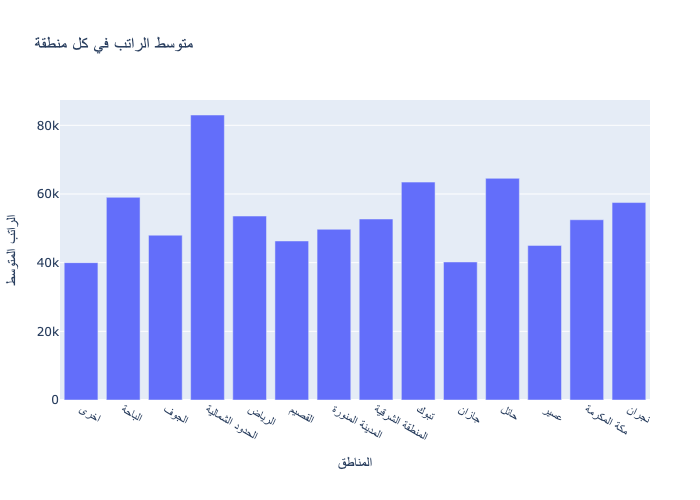 متوسط الراتب في كل منطقة
80k
60k
40k
20k
0
الراتب المتوسط
اخرى
الباحة
الجوف
الحدود الشمالية
الرياض
القصيم
المدينة المنورة
المنطقة الشرقية
تبوك
جازان
حائل
عسير
مكة المكرمة
نجران
المناطق